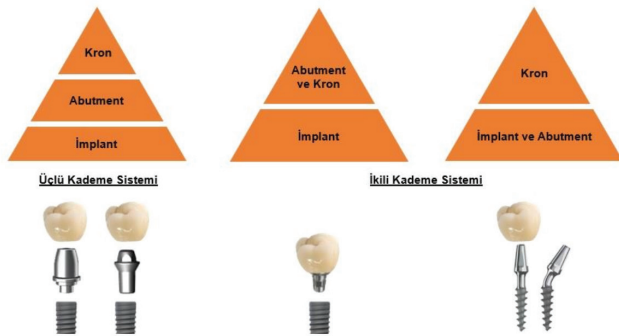 Kron
Abutment
İmplant
Üçlü Kademe Sistemi
Abutment
ve Kron
İmplant
Kron
İmplant ve Abutment
İkili Kademe Sistemi